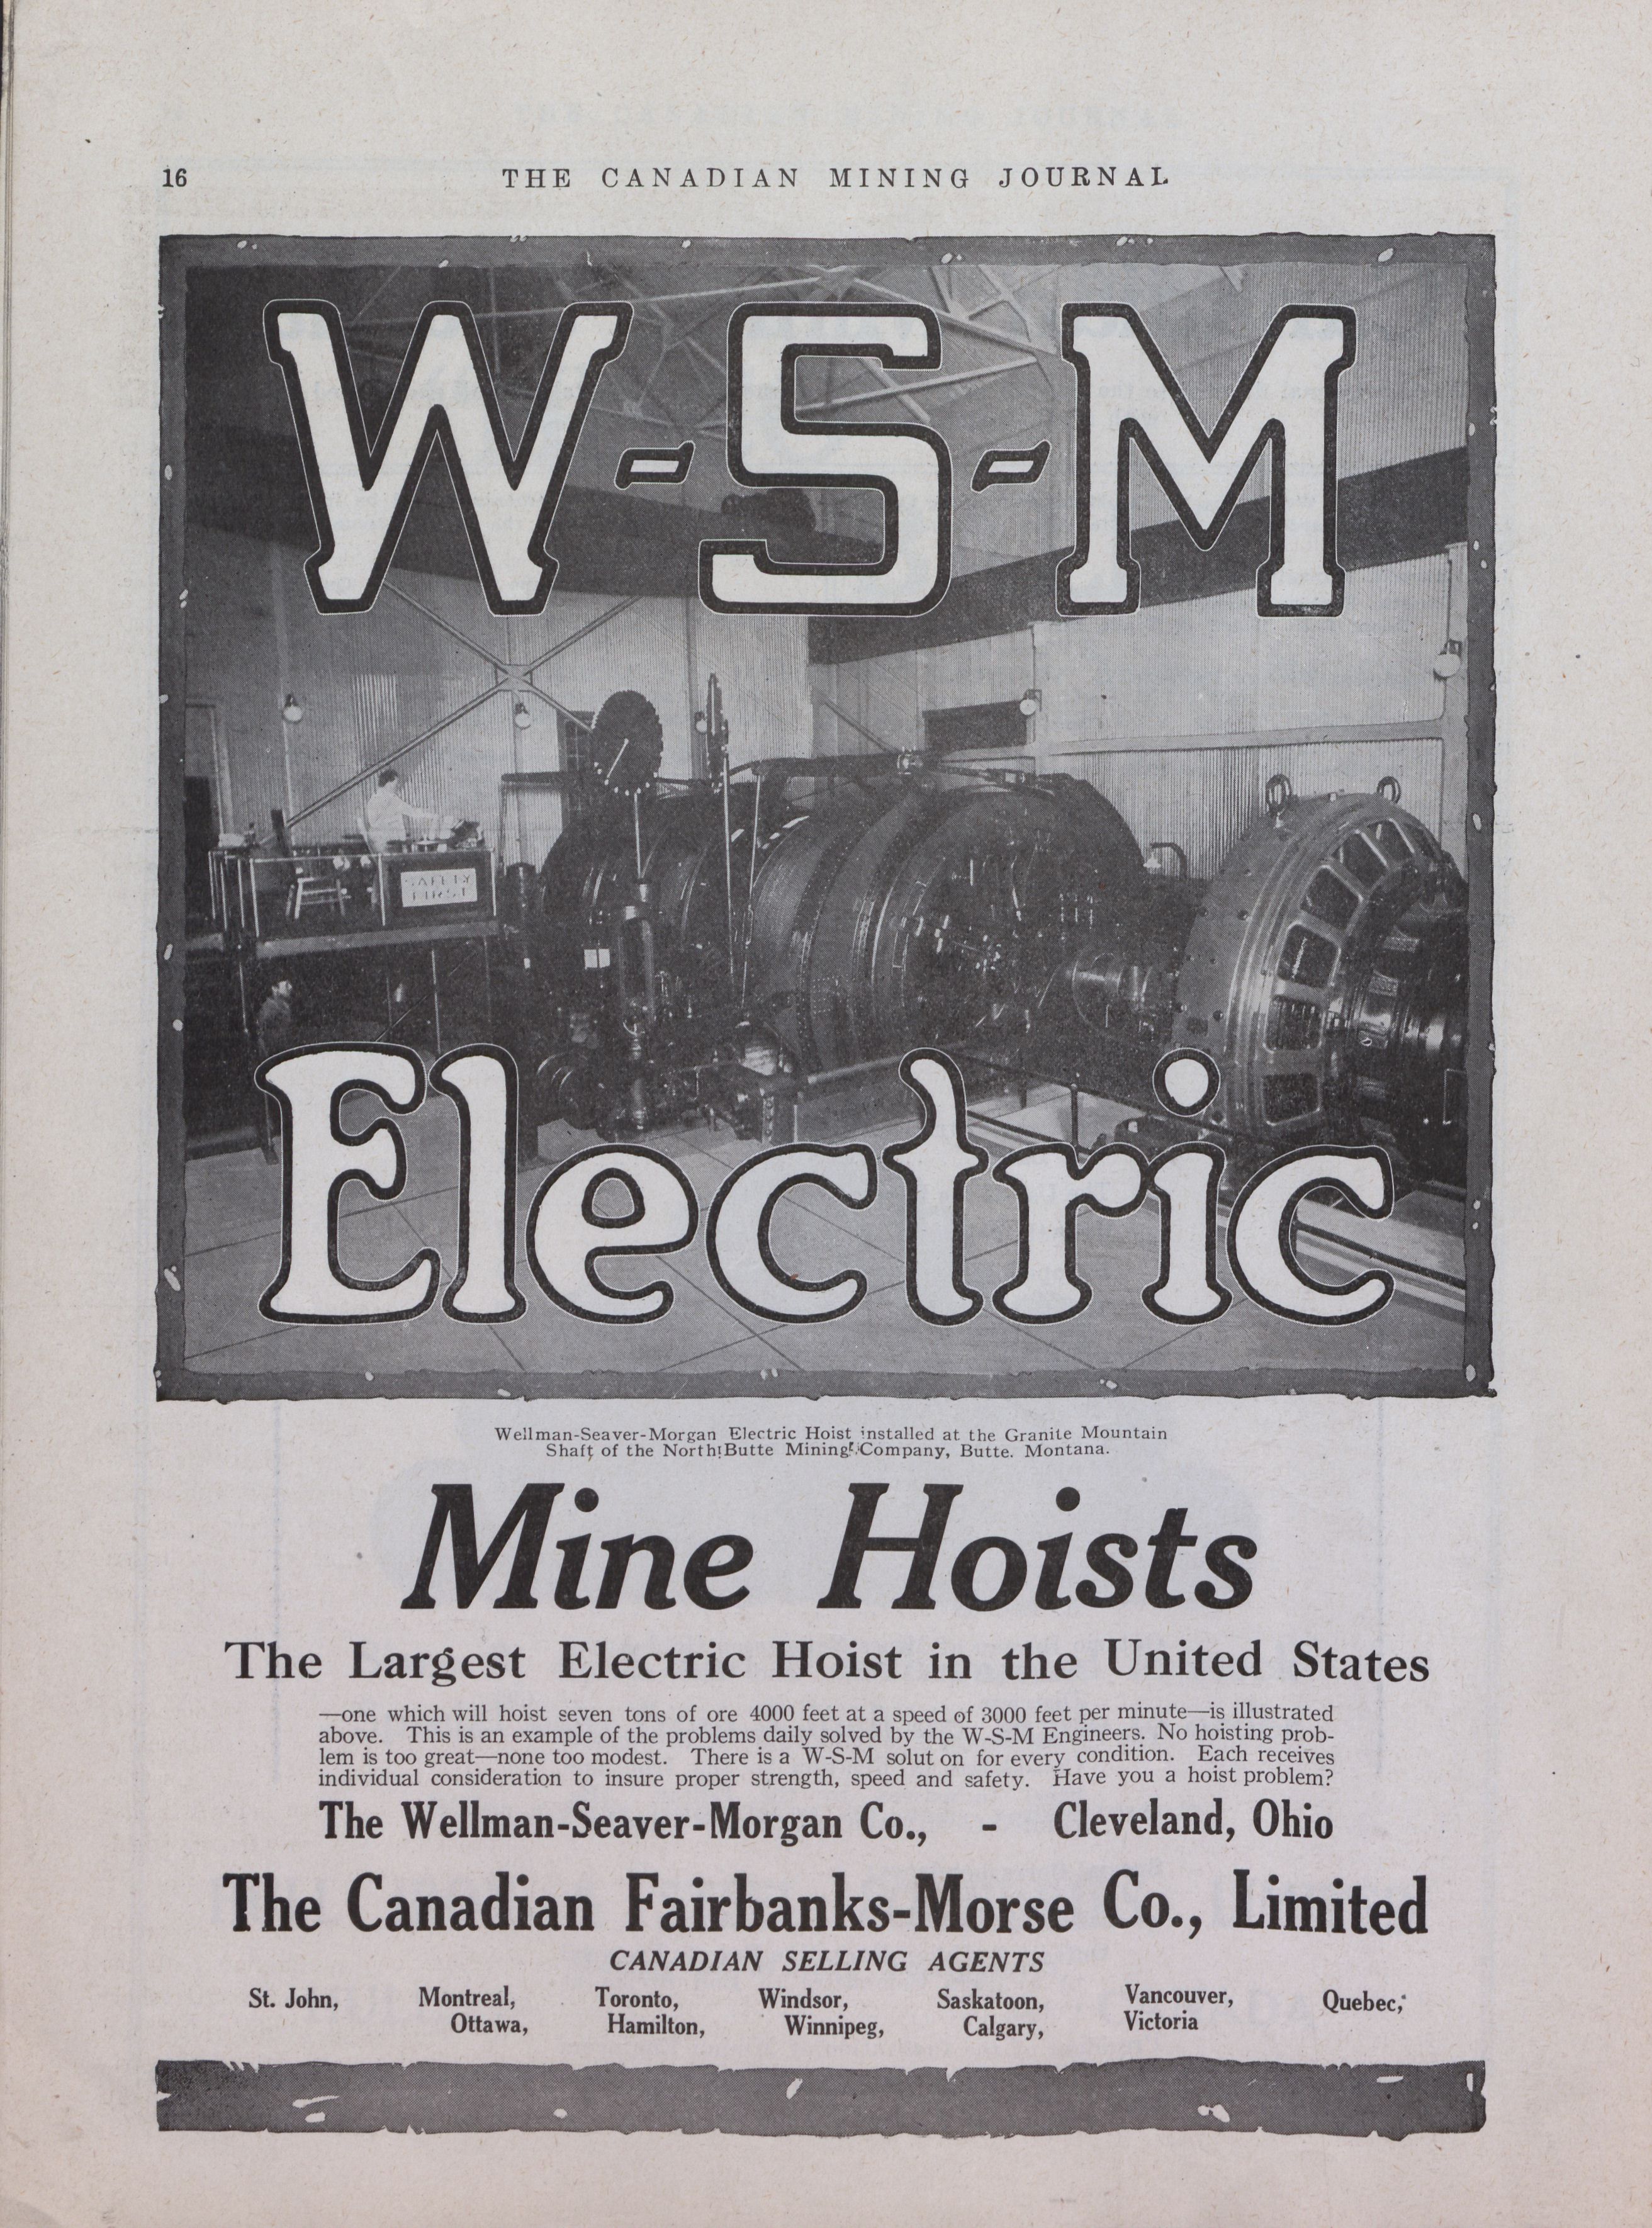 16
THE CANADIAN MINING JOURNAL
W-S-M
SAFETY
FIRST
Electric
Wellman-Seaver-Morgan Electric Hoist installed at the Granite Mountain
Shaft of the North Butte Mining Company, Butte. Montana.
Mine Hoists
The Largest Electric Hoist in the United States
—one which will hoist seven tons of ore 4000 feet at a speed of 3000 feet per minute—is illustrated
above. This is an example of the problems daily solved by the W-S-M Engineers. No hoisting prob-
lem is too great—none too modest. There is a W-S-M solut on for every condition. Each receives
individual consideration to insure proper strength, speed and safety. Have you a hoist problem?
The Wellman-Seaver-Morgan Co., - Cleveland, Ohio
The Canadian Fairbanks-Morse Co., Limited
CANADIAN SELLING AGENTS
St. John, Montreal, Toronto, Windsor, Saskatoon, Vancouver, Quebec,
Ottawa, Hamilton, Winnipeg, Calgary, Victoria